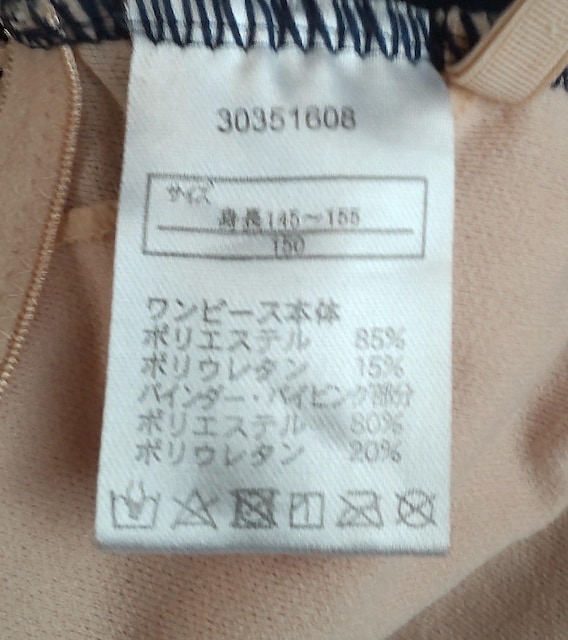 30351608
サイズ
身長145～155
150
ワンピース本体
ポリエステル 85%
ポリウレタン 15%
バインダー・パイピング部分
ポリエステル 80%
ポリウレタン 20%